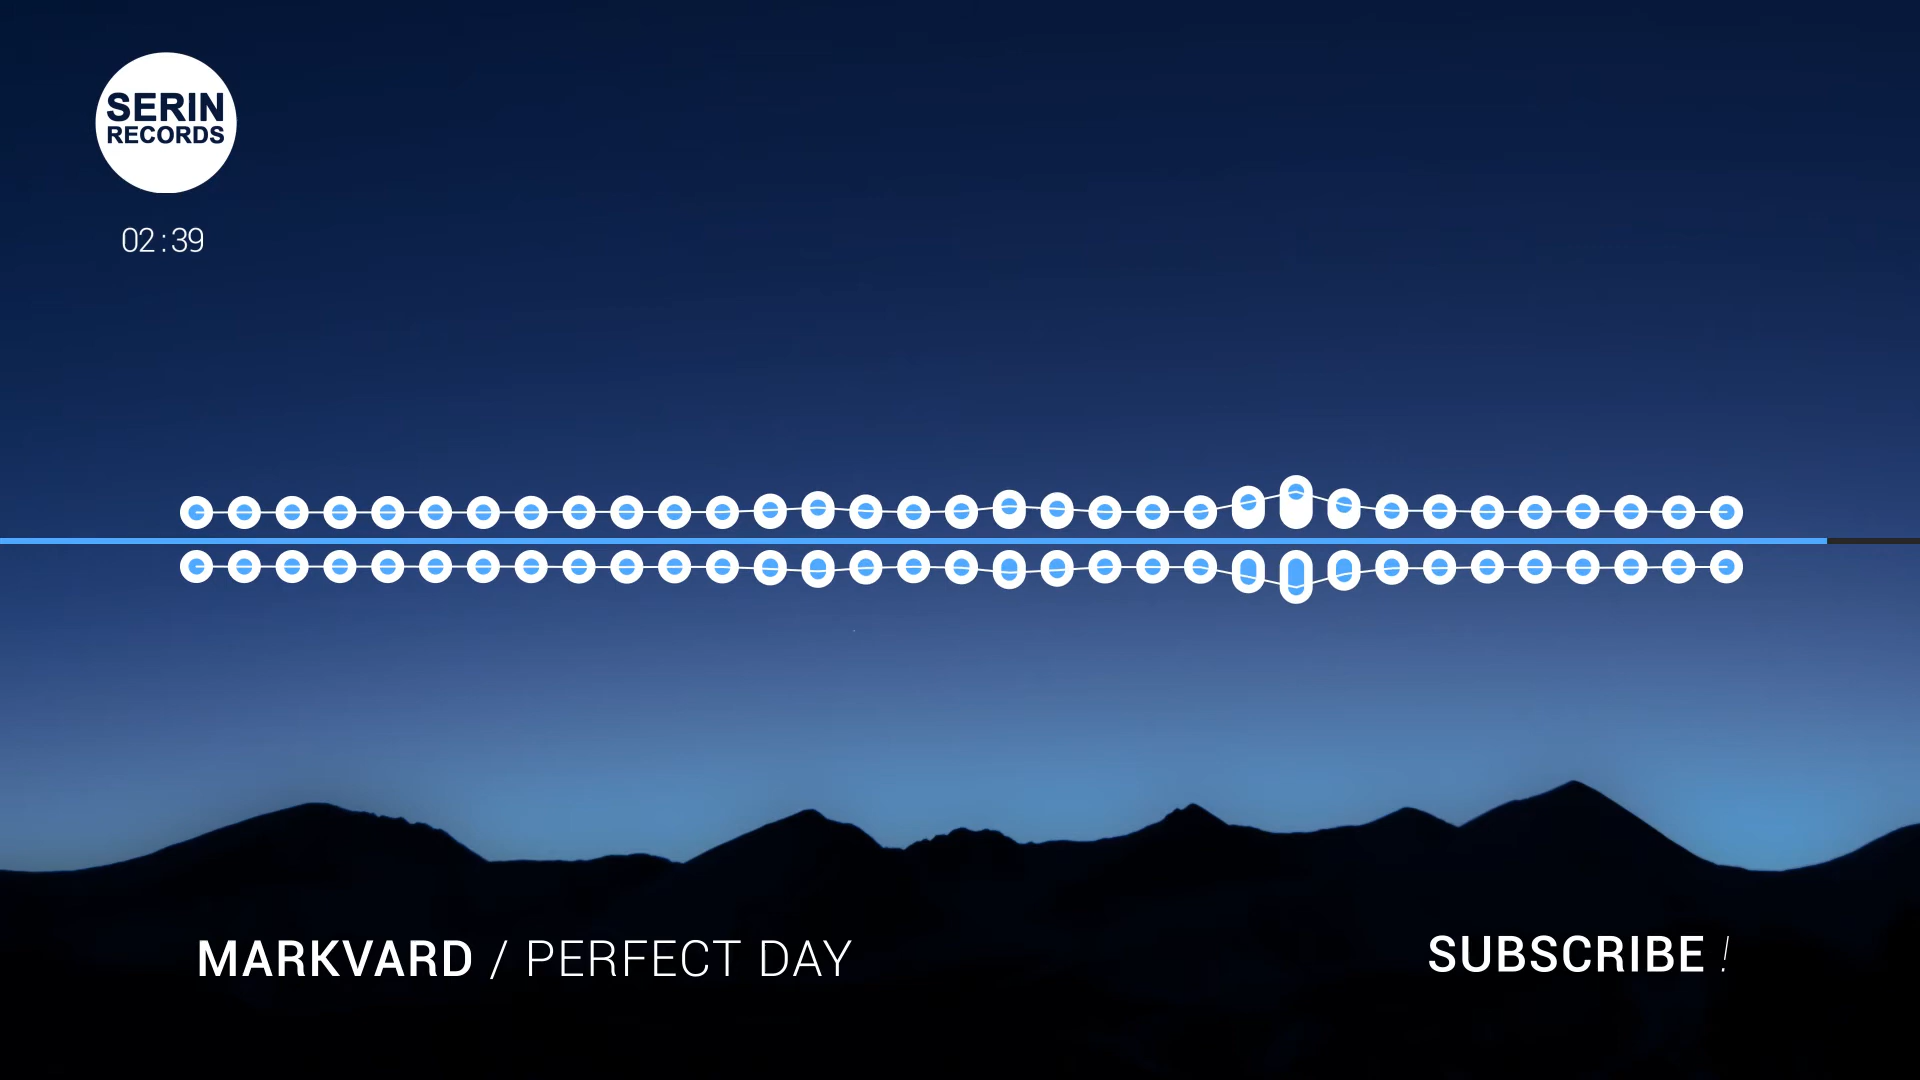 SERIN
RECORDS
02:39
MARKVARD / PERFECT DAY
SUBSCRIBE !